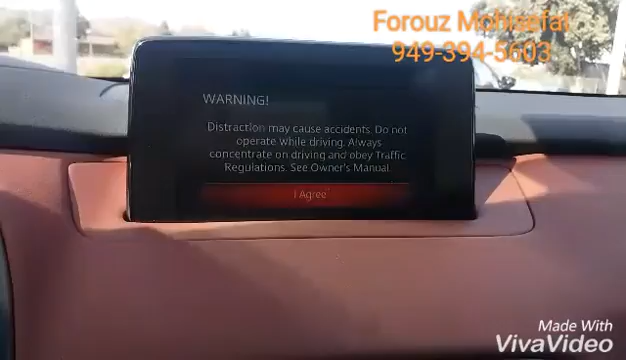 Forouz Mohisefat
949-394-5603
WARNING!
Distraction may cause accidents. Do not
operate while driving. Always
concentrate on driving and obey Traffic
Regulations. See Owner's Manual.
I Agree
Made With
VivaVideo